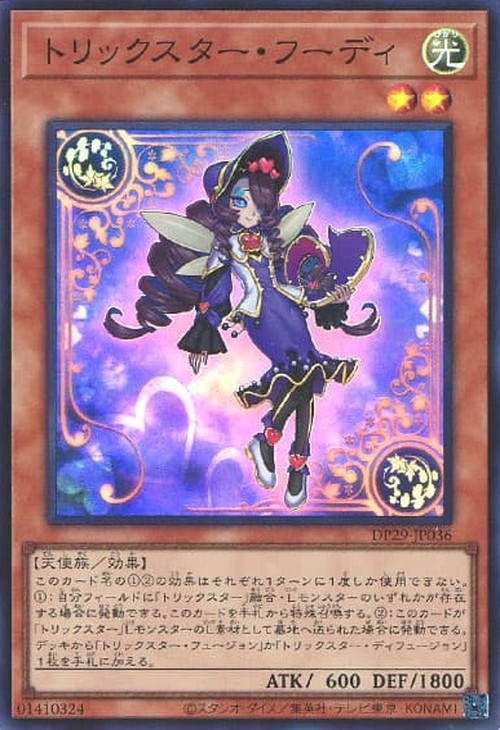 トリックスター・フーディ
光
DP29-JP036
【天使族／効果】
このカード名の①②の効果はそれぞれ1ターンに1度しか使用できない。
①：自分フィールドに「トリックスター」融合・Lモンスターのいずれかが存在
する場合に発動できる。このカードを手札から特殊召喚する。②：このカードが
「トリックスター」LモンスターのL素材として墓地へ送られた場合に発動できる。
デッキから「トリックスター・フュージョン」か「トリックスター・ディフュージョン」
1枚を手札に加える。
ATK/ 600 DEF/1800
01410324
©スタジオ・ダイス／集英社・テレビ東京・KONAMI